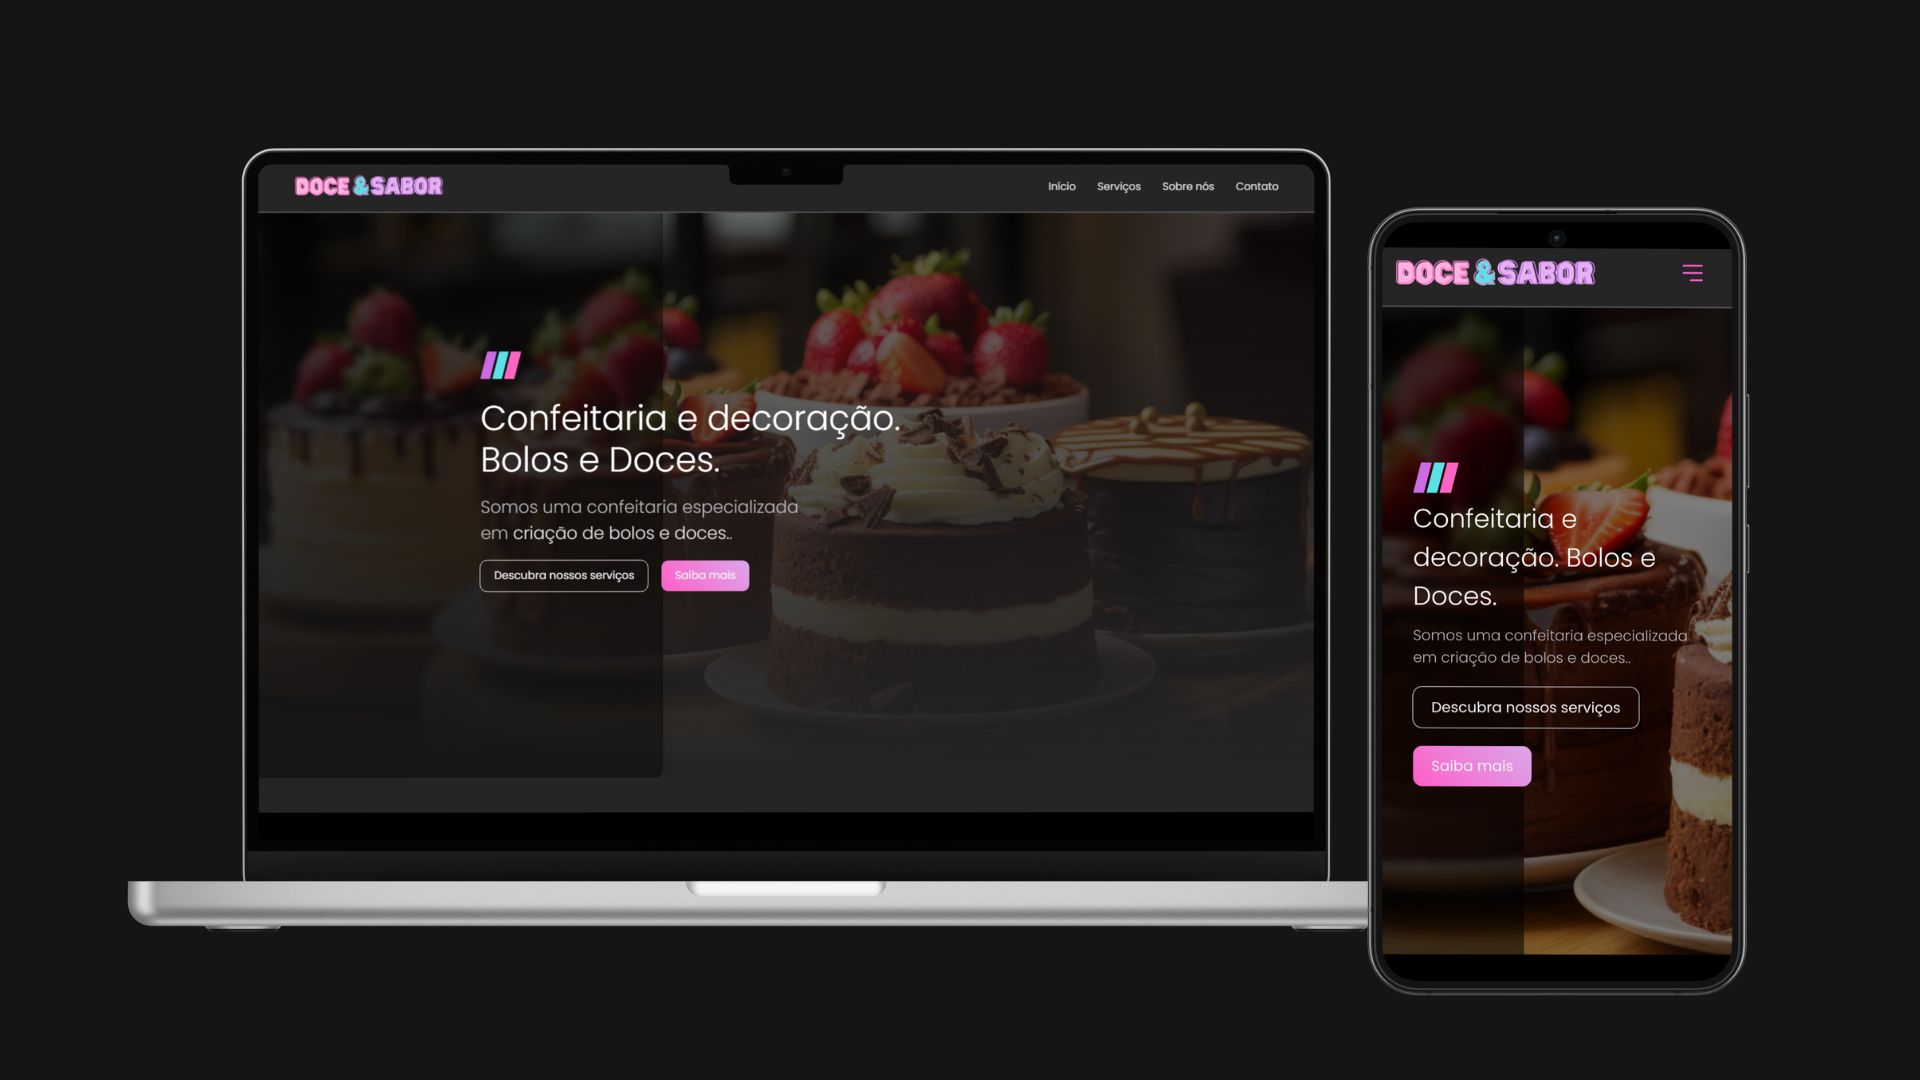 DOCE & SABOR
Início Serviços Sobre nós Contato
Confeitaria e decoração.
Bolos e Doces.
Somos uma confeitaria especializada
em criação de bolos e doces..
Descubra nossos serviços Saiba mais
DOCE & SABOR
Confeitaria e
decoração. Bolos e
Doces.
Somos uma confeitaria especializada
em criação de bolos e doces..
Descubra nossos serviços
Saiba mais